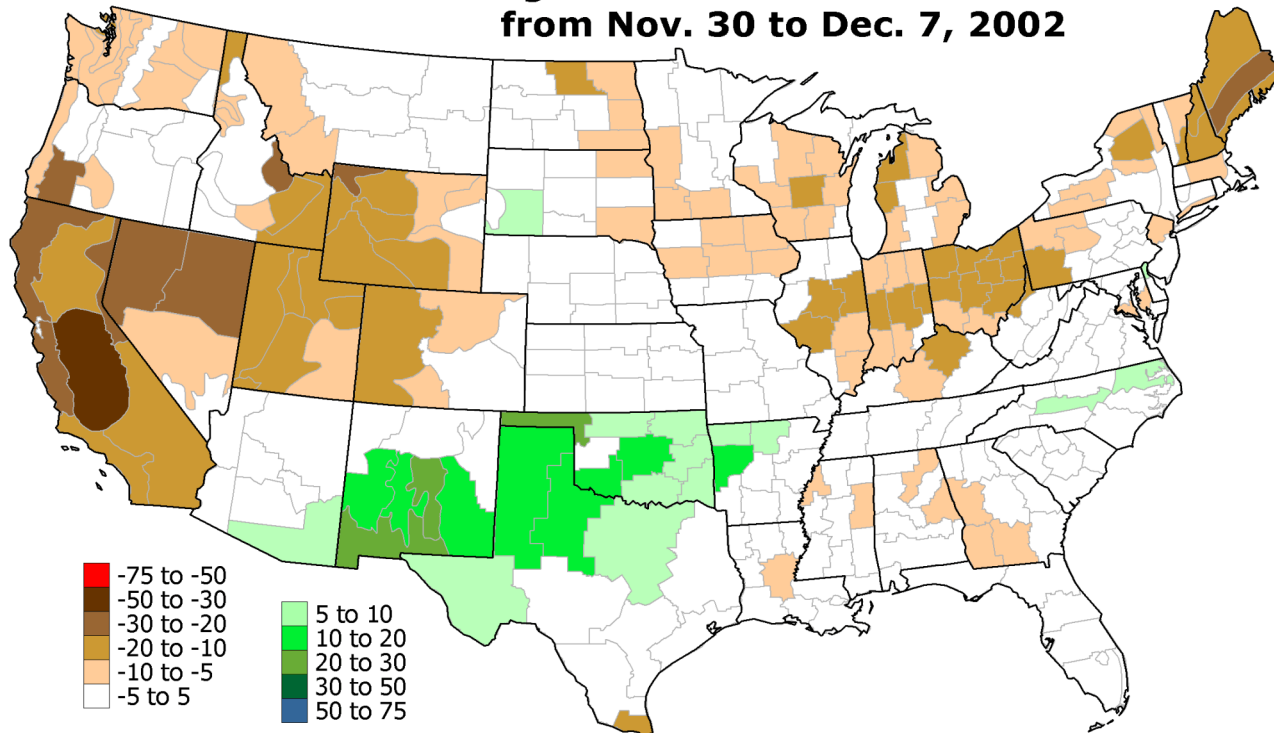 from Nov. 30 to Dec. 7, 2002
-75 to -50
-50 to -30
-30 to -20
-20 to -10
-10 to -5
-5 to 5
5 to 10
10 to 20
20 to 30
30 to 50
50 to 75